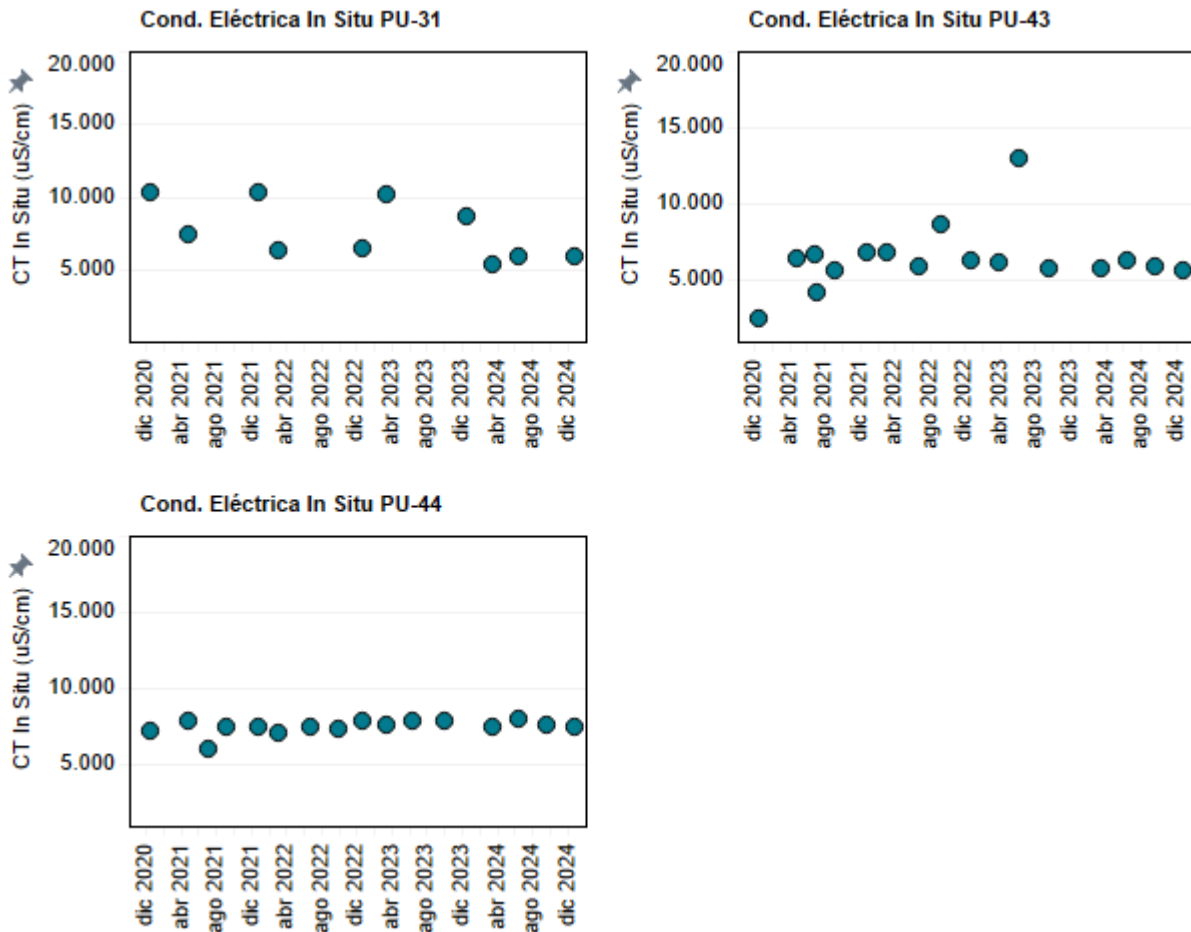 Cond. Eléctrica In Situ PU-31
CT In Situ (uS/cm)
20.000
15.000
10.000
5.000
dic 2020
abr 2021
ago 2021
dic 2021
abr 2022
ago 2022
dic 2022
abr 2023
ago 2023
dic 2023
abr 2024
ago 2024
dic 2024
Cond. Eléctrica In Situ PU-43
CT In Situ (uS/cm)
20.000
15.000
10.000
5.000
dic 2020
abr 2021
ago 2021
dic 2021
abr 2022
ago 2022
dic 2022
abr 2023
ago 2023
dic 2023
abr 2024
ago 2024
dic 2024
Cond. Eléctrica In Situ PU-44
CT In Situ (uS/cm)
20.000
15.000
10.000
5.000
dic 2020
abr 2021
ago 2021
dic 2021
abr 2022
ago 2022
dic 2022
abr 2023
ago 2023
dic 2023
abr 2024
ago 2024
dic 2024